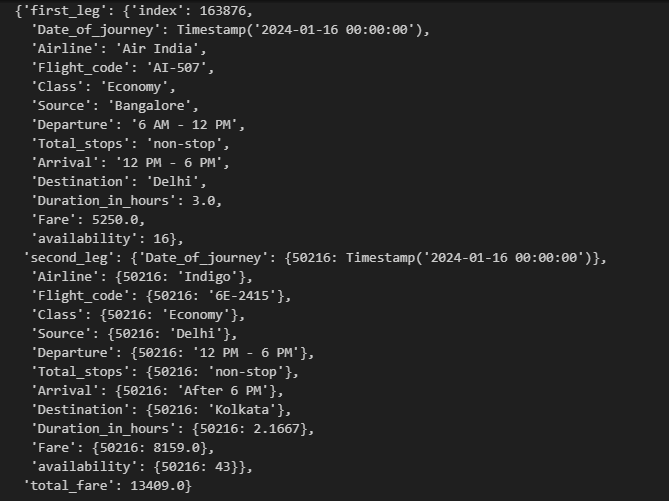 {'first_leg': {'index': 163876,
'Date_of_journey': Timestamp('2024-01-16 00:00:00'),
'Airline': 'Air India',
'Flight_code': 'AI-507',
'Class': 'Economy',
'Source': 'Bangalore',
'Departure': '6 AM - 12 PM',
'Total_stops': 'non-stop',
'Arrival': '12 PM - 6 PM',
'Destination': 'Delhi',
'Duration_in_hours': 3.0,
'Fare': 5250.0,
'availability': 16},
'second_leg': {'Date_of_journey': {50216: Timestamp('2024-01-16 00:00:00')},
'Airline': {50216: 'Indigo'},
'Flight_code': {50216: '6E-2415'},
'Class': {50216: 'Economy'},
'Source': {50216: 'Delhi'},
'Departure': {50216: '12 PM - 6 PM'},
'Total_stops': {50216: 'non-stop'},
'Arrival': {50216: 'After 6 PM'},
'Destination': {50216: 'Kolkata'},
'Duration_in_hours': {50216: 2.1667},
'Fare': {50216: 8159.0},
'availability': {50216: 43}},
'total_fare': 13409.0}